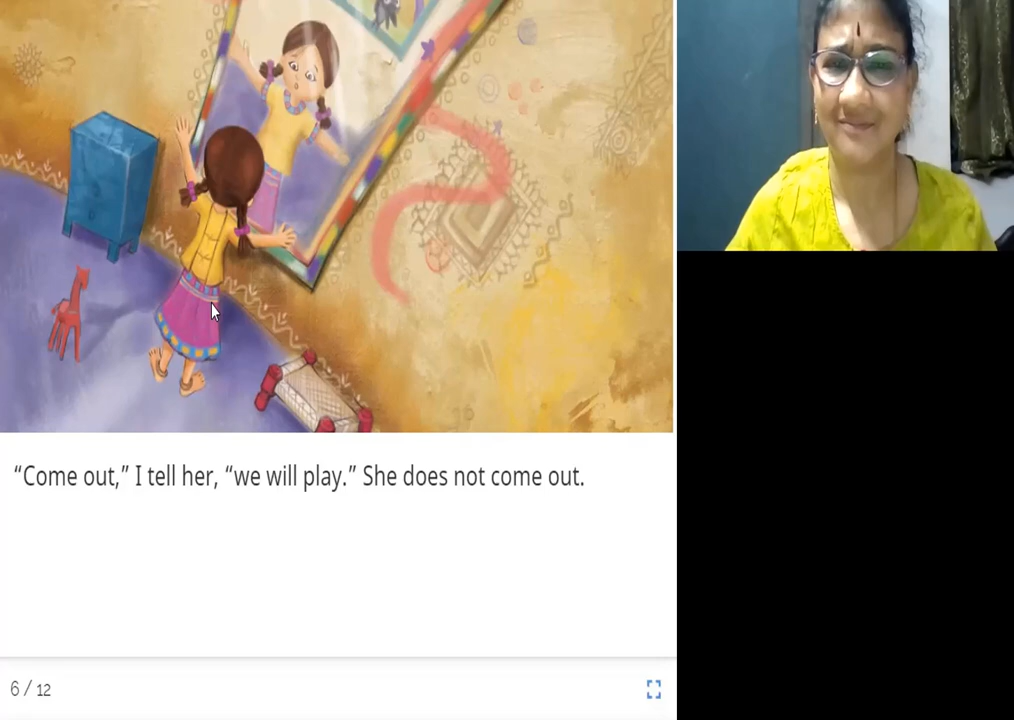 “Come out,” I tell her, “we will play.” She does not come out.
6 / 12